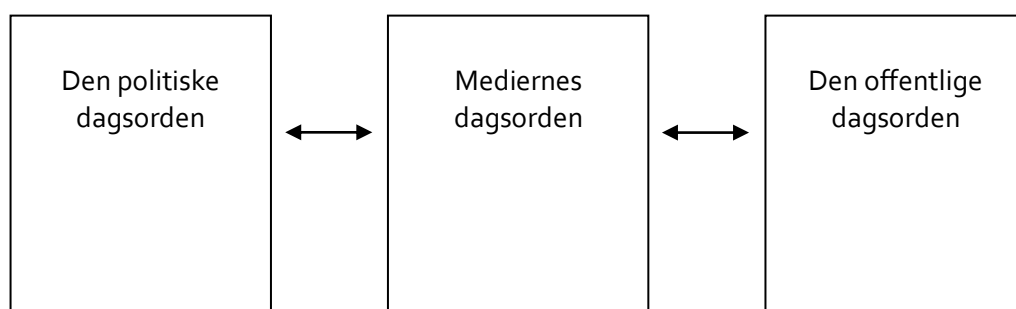 Den politiske
dagsorden
Mediernes
dagsorden
Den offentlige
dagsorden